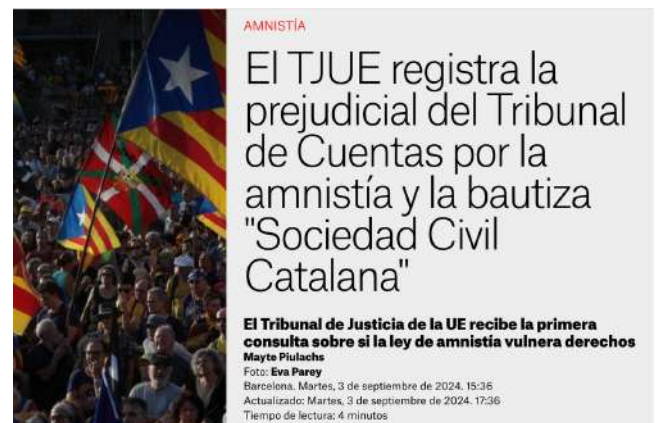 AMNISTÍA
El TJUE registra la
prejudicial del Tribunal
de Cuentas por la
amnistía y la bautiza
"Sociedad Civil
Catalana"
El Tribunal de Justicia de la UE recibe la primera
consulta sobre si la ley de amnistía vulnera derechos
Mayte Piulachs
Foto: Eva Parey
Barcelona. Martes, 3 de septiembre de 2024. 15:36
Actualizado: Martes, 3 de septiembre de 2024. 17:36
Tiempo de lectura: 4 minutos